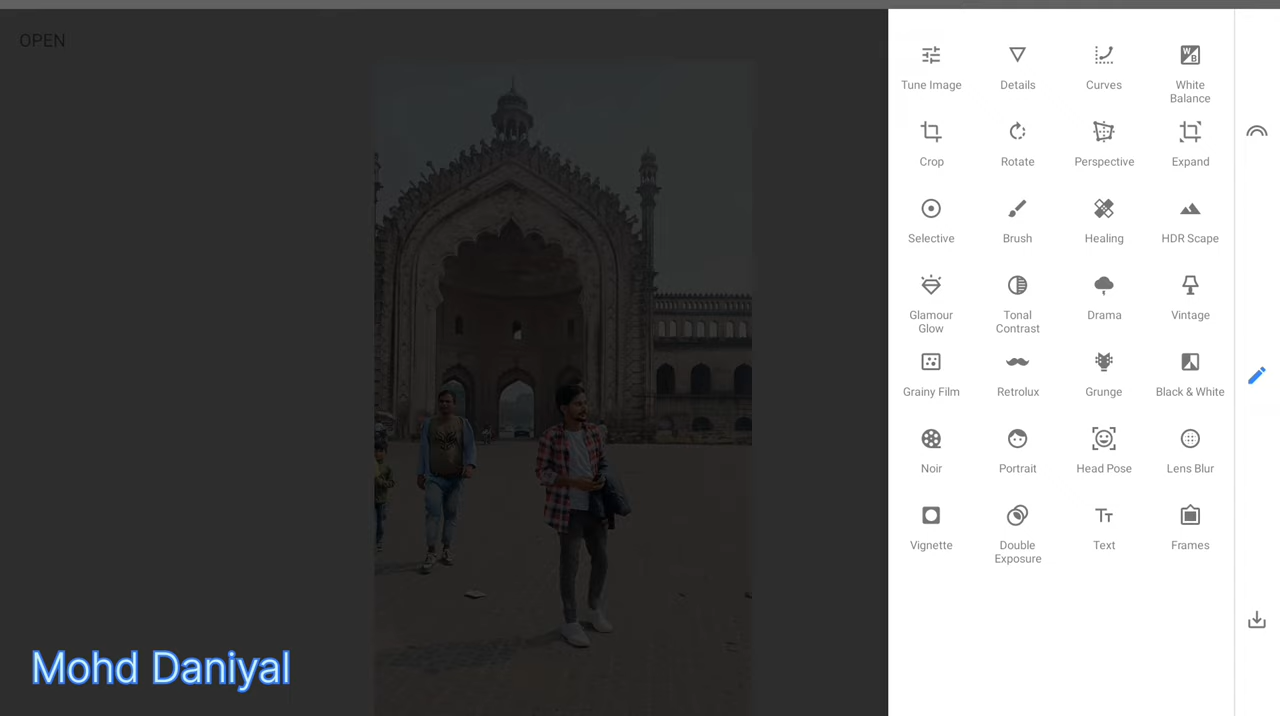 OPEN
Tune Image
Details
Curves
White
Balance
Crop
Rotate
Perspective
Expand
Selective
Brush
Healing
HDR Scape
Glamour
Glow
Tonal
Contrast
Drama
Vintage
Grainy Film
Retrolux
Grunge
Black & White
Noir
Portrait
Head Pose
Lens Blur
Vignette
Double
Exposure
Text
Frames
Mohd Daniyal